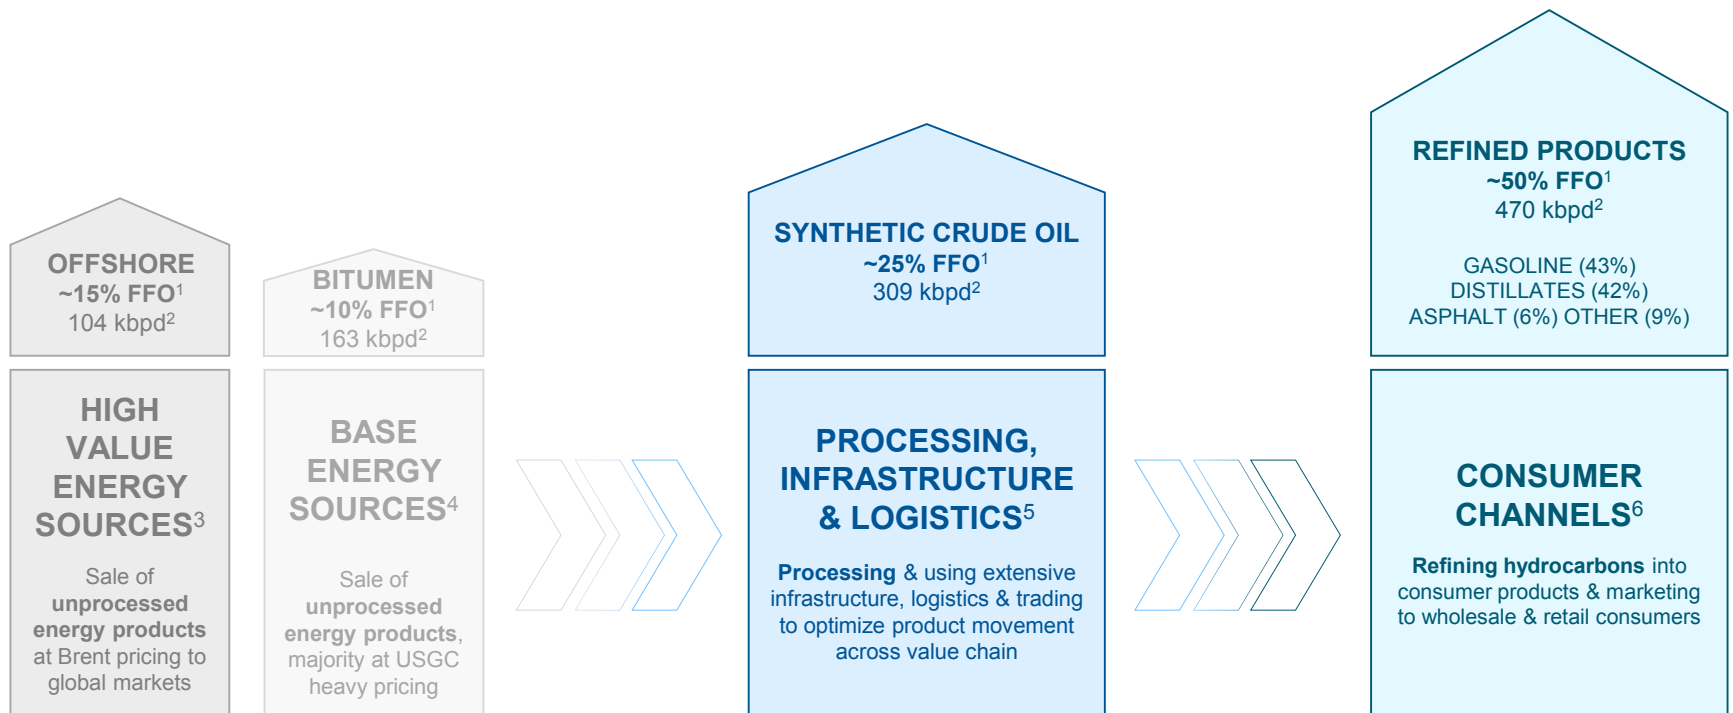 OFFSHORE
~15% FFO¹
104 kbpd²
HIGH
VALUE
ENERGY
SOURCES³
Sale of
unprocessed
energy products
at Brent pricing to
global markets
BITUMEN
~10% FFO¹
163 kbpd²
BASE
ENERGY
SOURCES⁴
Sale of
unprocessed
energy products,
majority at USGC
heavy pricing
SYNTHETIC CRUDE OIL
~25% FFO¹
309 kbpd²
PROCESSING,
INFRASTRUCTURE
& LOGISTICS⁵
Processing & using extensive
infrastructure, logistics & trading
to optimize product movement
across value chain
REFINED PRODUCTS
~50% FFO¹
470 kbpd²
GASOLINE (43%)
DISTILLATES (42%)
ASPHALT (6%) OTHER (9%)
CONSUMER
CHANNELS⁶
Refining hydrocarbons into
consumer products & marketing
to wholesale & retail consumers